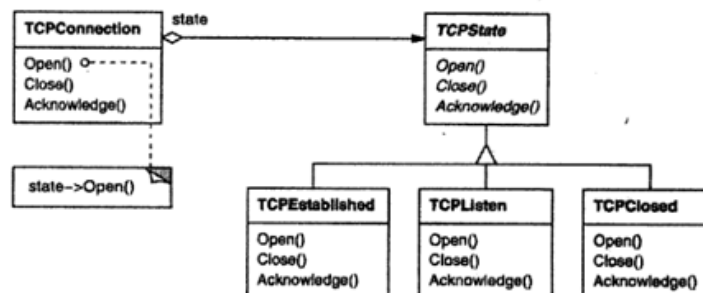 state
TCPConnection
Open()
Close()
Acknowledge()
state->Open()
TCPState
Open()
Close()
Acknowledge()
TCPEstablished
Open()
Close()
Acknowledge()
TCPListen
Open()
Close()
Acknowledge()
TCPClosed
Open()
Close()
Acknowledge()